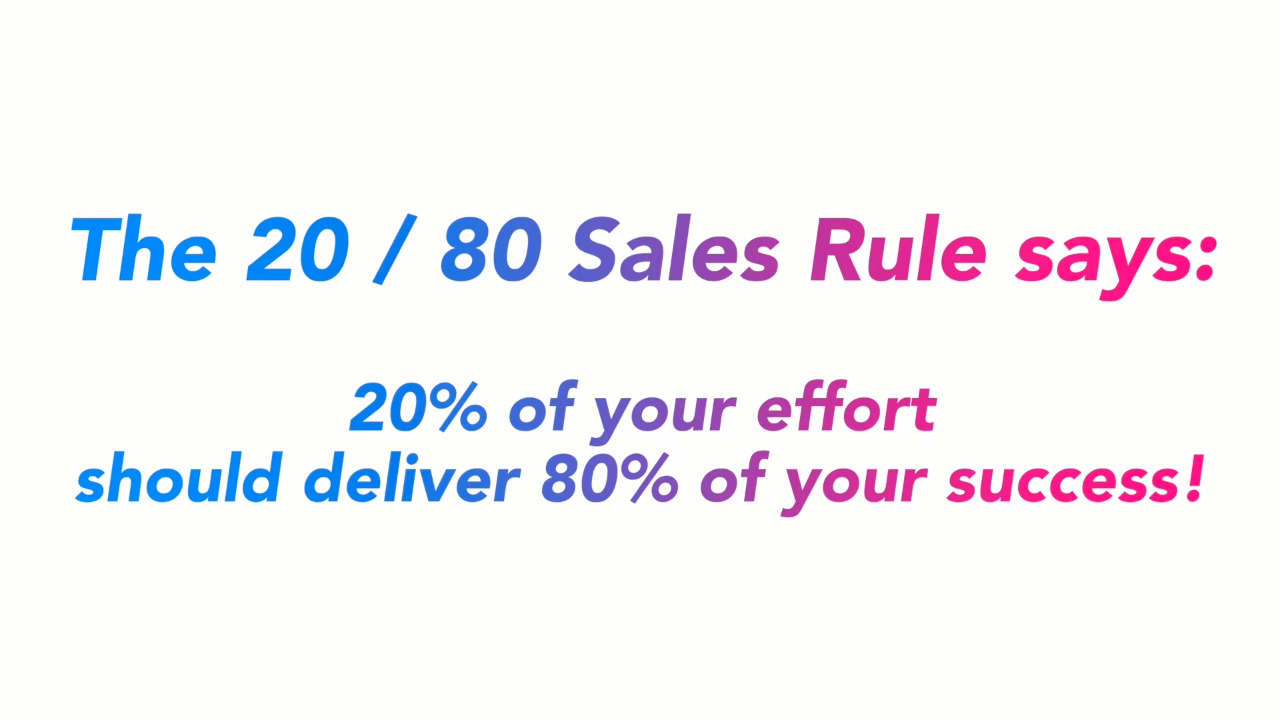 The 20 / 80 Sales Rule says:
20% of your effort
should deliver 80% of your success!